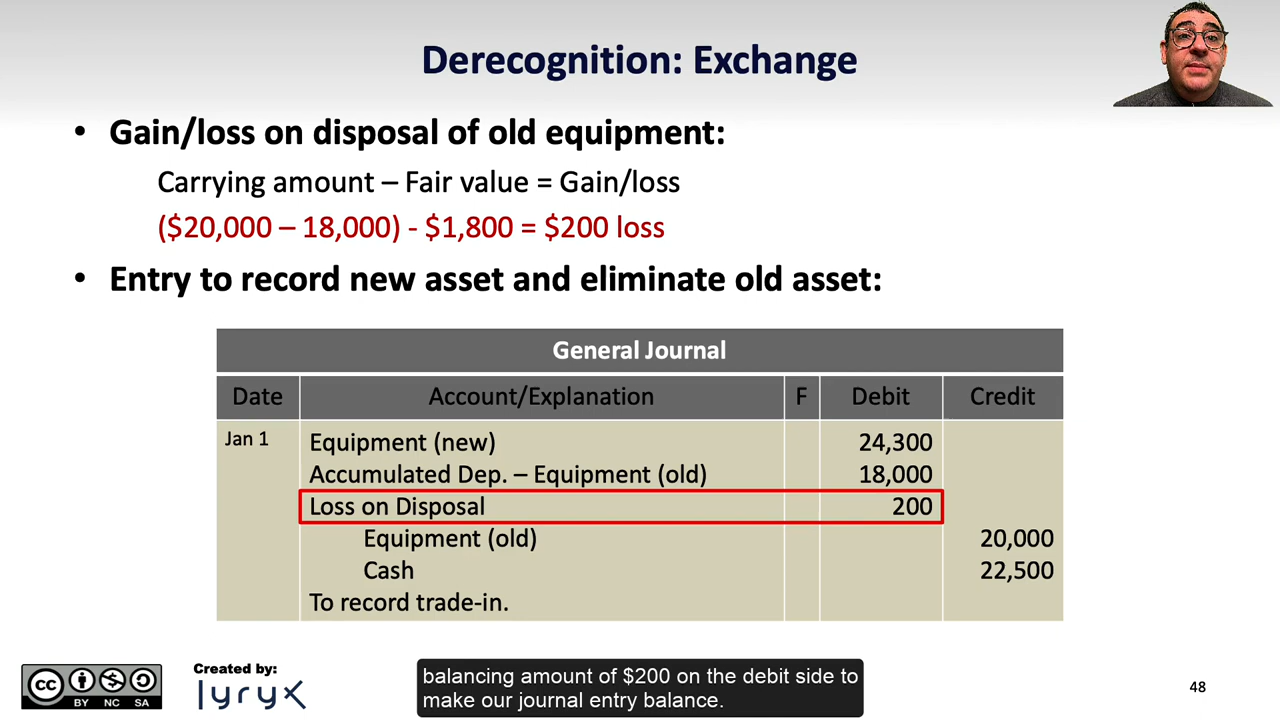 Derecognition: Exchange
• Gain/loss on disposal of old equipment:
Carrying amount – Fair value = Gain/loss
($20,000 – 18,000) - $1,800 = $200 loss
• Entry to record new asset and eliminate old asset:
General Journal
Date Account/Explanation F Debit Credit
Jan 1 Equipment (new) 24,300
Accumulated Dep. – Equipment (old) 18,000
Loss on Disposal 200
Equipment (old) 20,000
Cash 22,500
To record trade-in.
cc BY NC SA
Created by:
lyryx
balancing amount of $200 on the debit side to
make our journal entry balance.
48